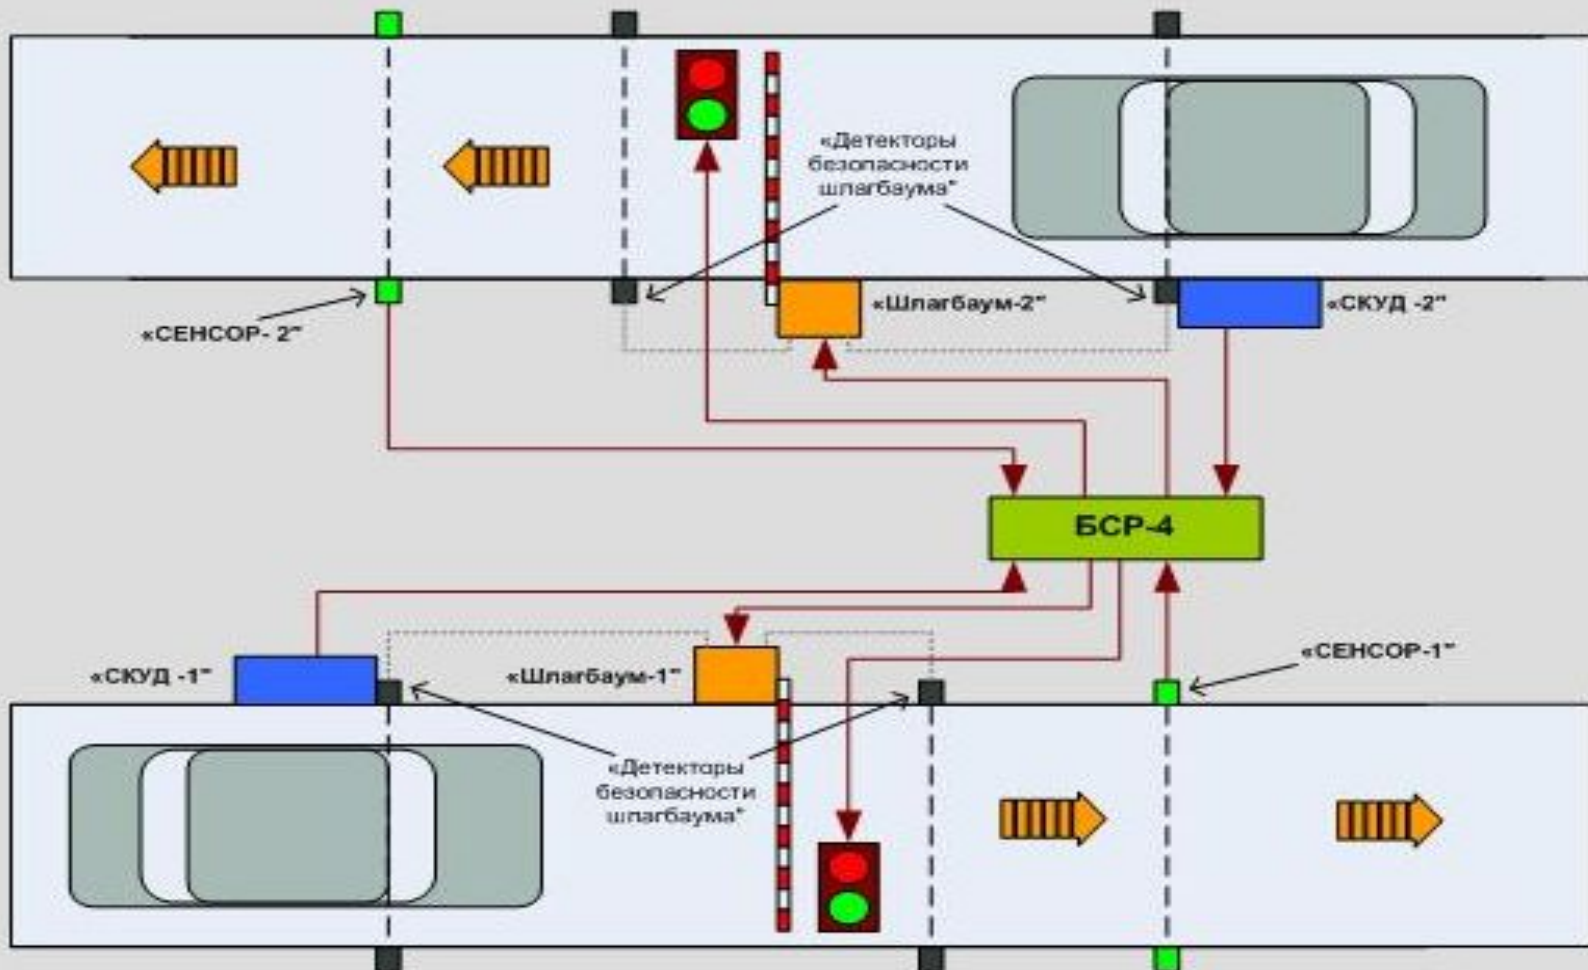 «Детекторы
безопасности
шлагбаума"
«Шлагбаум-2"
«СКУД -2"
«СЕНСОР- 2"
БСР-4
«СКУД -1"
«Шлагбаум-1"
«СЕНСОР-1"
«Детекторы
безопасности
шлагбаума"